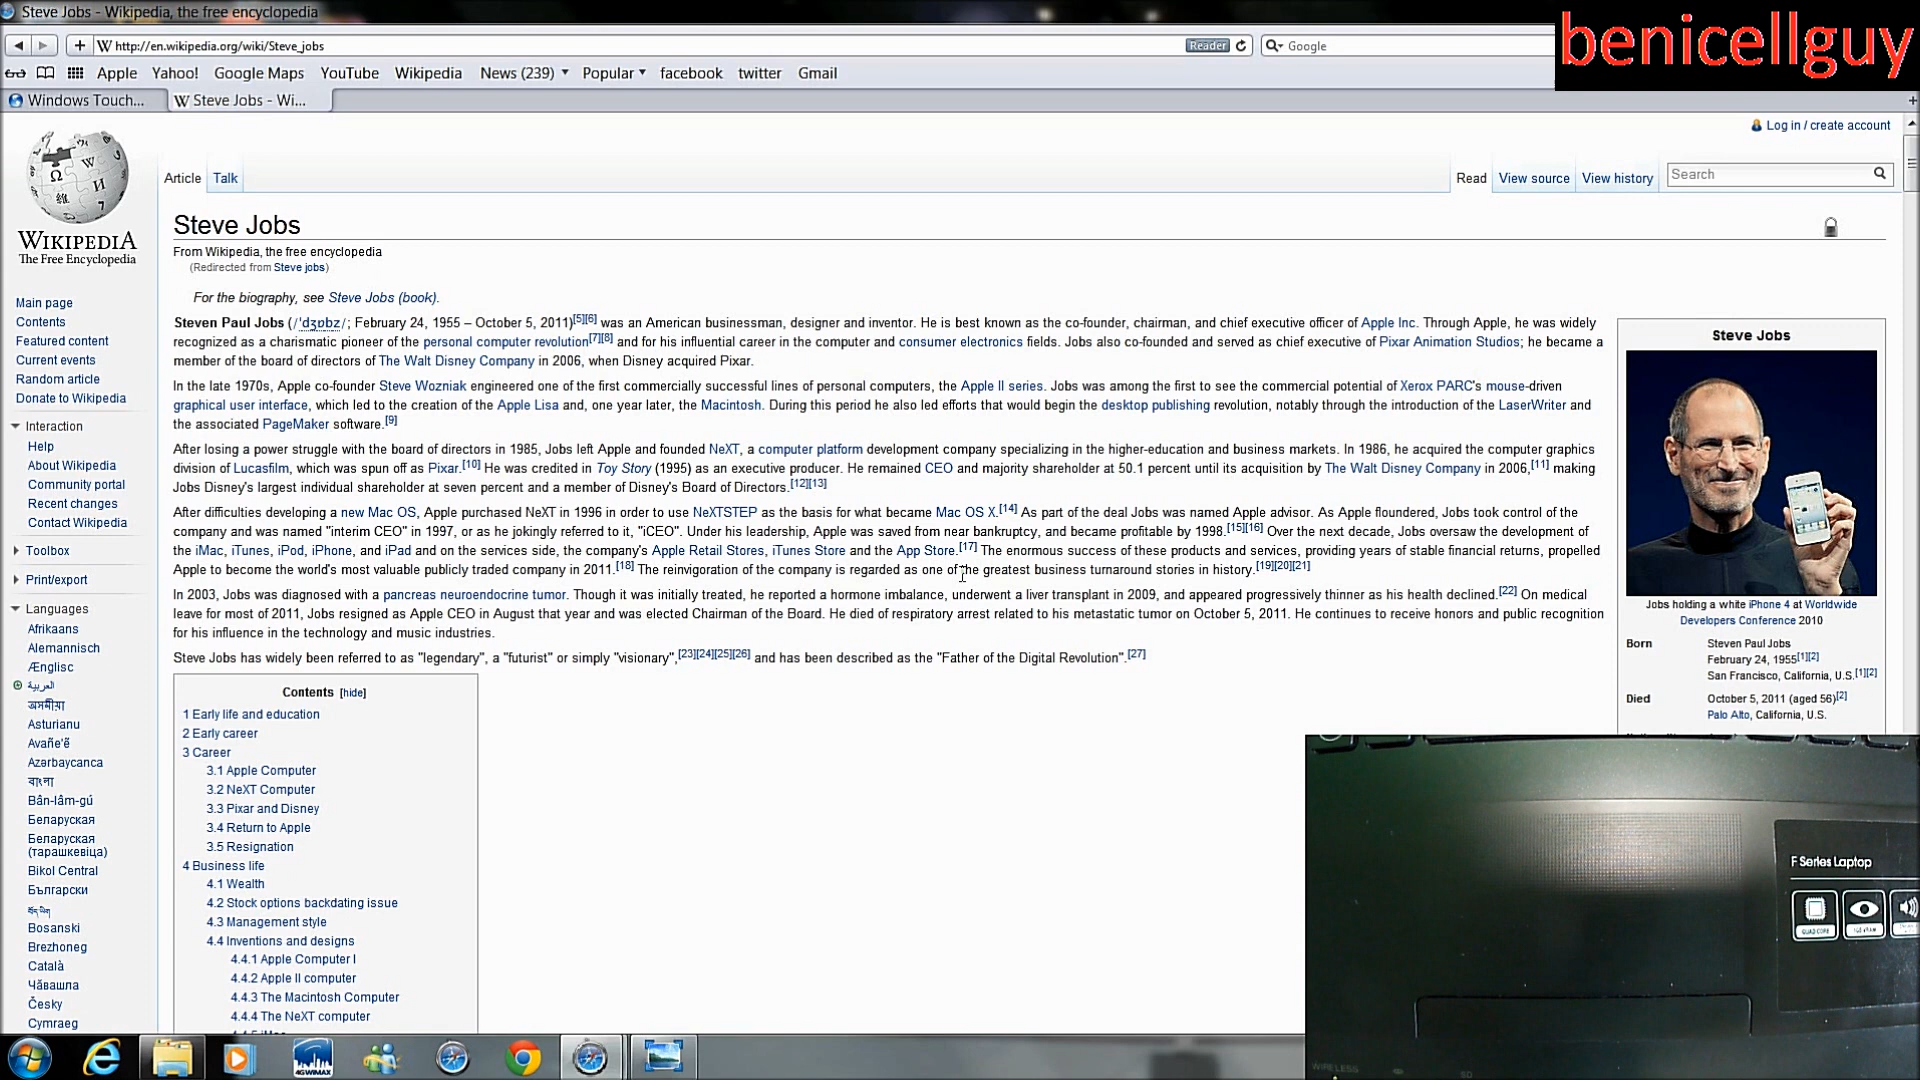 Steve Jobs - Wikipedia, the free encyclopedia
benicellguy
http://en.wikipedia.org/wiki/Steve_jobs
Reader
Google
Apple Yahoo! Google Maps YouTube Wikipedia News (239) Popular facebook twitter Gmail
Windows Touch...
Steve Jobs - Wi...
Log in / create account
Article Talk
Read View source View history
Search
WIKIPEDIA
The Free Encyclopedia
Main page
Contents
Featured content
Current events
Random article
Donate to Wikipedia
Interaction
Help
About Wikipedia
Community portal
Recent changes
Contact Wikipedia
Toolbox
Print/export
Languages
Afrikaans
Alemannisch
Ænglisc
العربية
অসমীয়া
Asturianu
Avañe'ẽ
Azərbaycanca
বাংলা
Bân-lâm-gú
Беларуская
Беларуская
(тарашкевіца)
Bikol Central
Български
Bosanski
Brezhoneg
Català
Чӑвашла
Česky
Cymraeg
Steve Jobs
From Wikipedia, the free encyclopedia
(Redirected from Steve jobs)
For the biography, see Steve Jobs (book).
Steven Paul Jobs (/ˈdʒɒbz/; February 24, 1955 – October 5, 2011)[5][6] was an American businessman, designer and inventor. He is best known as the co-founder, chairman, and chief executive officer of Apple Inc. Through Apple, he was widely
recognized as a charismatic pioneer of the personal computer revolution[7][8] and for his influential career in the computer and consumer electronics fields. Jobs also co-founded and served as chief executive of Pixar Animation Studios; he became a
member of the board of directors of The Walt Disney Company in 2006, when Disney acquired Pixar.
In the late 1970s, Apple co-founder Steve Wozniak engineered one of the first commercially successful lines of personal computers, the Apple II series. Jobs was among the first to see the commercial potential of Xerox PARC's mouse-driven
graphical user interface, which led to the creation of the Apple Lisa and, one year later, the Macintosh. During this period he also led efforts that would begin the desktop publishing revolution, notably through the introduction of the LaserWriter and
the associated PageMaker software.[9]
After losing a power struggle with the board of directors in 1985, Jobs left Apple and founded NeXT, a computer platform development company specializing in the higher-education and business markets. In 1986, he acquired the computer graphics
division of Lucasfilm, which was spun off as Pixar.[10] He was credited in Toy Story (1995) as an executive producer. He remained CEO and majority shareholder at 50.1 percent until its acquisition by The Walt Disney Company in 2006,[11] making
Jobs Disney's largest individual shareholder at seven percent and a member of Disney's Board of Directors.[12][13]
After difficulties developing a new Mac OS, Apple purchased NeXT in 1996 in order to use NeXTSTEP as the basis for what became Mac OS X.[14] As part of the deal Jobs was named Apple advisor. As Apple floundered, Jobs took control of the
company and was named "interim CEO" in 1997, or as he jokingly referred to it, "iCEO". Under his leadership, Apple was saved from near bankruptcy, and became profitable by 1998.[15][16] Over the next decade, Jobs oversaw the development of
the iMac, iTunes, iPod, iPhone, and iPad and on the services side, the company's Apple Retail Stores, iTunes Store and the App Store.[17] The enormous success of these products and services, providing years of stable financial returns, propelled
Apple to become the world's most valuable publicly traded company in 2011.[18] The reinvigoration of the company is regarded as one of the greatest business turnaround stories in history.[19][20][21]
In 2003, Jobs was diagnosed with a pancreas neuroendocrine tumor. Though it was initially treated, he reported a hormone imbalance, underwent a liver transplant in 2009, and appeared progressively thinner as his health declined.[22] On medical
leave for most of 2011, Jobs resigned as Apple CEO in August that year and was elected Chairman of the Board. He died of respiratory arrest related to his metastatic tumor on October 5, 2011. He continues to receive honors and public recognition
for his influence in the technology and music industries.
Steve Jobs has widely been referred to as "legendary", a "futurist" or simply "visionary",[23][24][25][26] and has been described as the "Father of the Digital Revolution".[27]
Contents [hide]
1 Early life and education
2 Early career
3 Career
3.1 Apple Computer
3.2 NeXT Computer
3.3 Pixar and Disney
3.4 Return to Apple
3.5 Resignation
4 Business life
4.1 Wealth
4.2 Stock options backdating issue
4.3 Management style
4.4 Inventions and designs
4.4.1 Apple Computer I
4.4.2 Apple II computer
4.4.3 The Macintosh Computer
4.4.4 The NeXT computer
Steve Jobs
Jobs holding a white iPhone 4 at Worldwide
Developers Conference 2010
Born Steven Paul Jobs
February 24, 1955[1][2]
San Francisco, California, U.S.[1][2]
Died October 5, 2011 (aged 56)[2]
Palo Alto, California, U.S.
F Series Laptop
QUAD CORE
WIRELESS
4GWIMAX